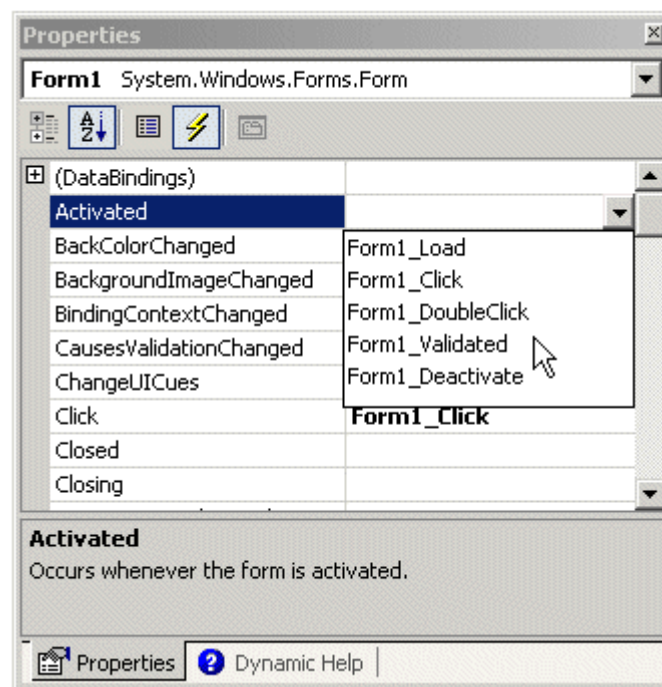 Properties
Form1 System.Windows.Forms.Form
(DataBindings)
Activated
BackColorChanged
BackgroundImageChanged
BindingContextChanged
CausesValidationChanged
ChangeUICues
Click
Closed
Closing
Form1_Load
Form1_Click
Form1_DoubleClick
Form1_Validated
Form1_Deactivate
Form1_Click
Activated
Occurs whenever the form is activated.
Properties
Dynamic Help